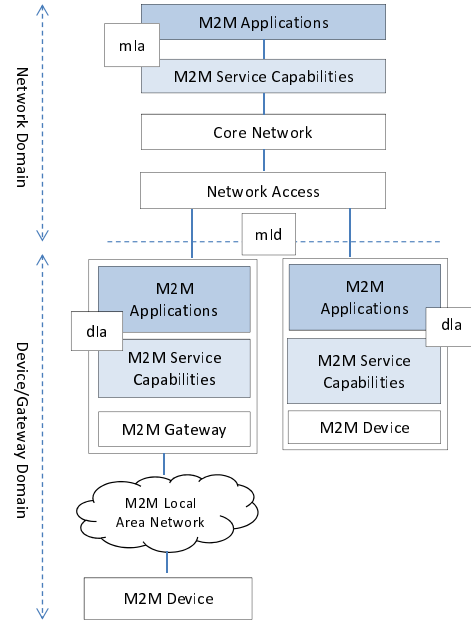 M2M Applications
mIa
M2M Service Capabilities
Core Network
Network Access
Network Domain
mId
M2M
Applications
dIa
M2M Service
Capabilities
M2M Gateway
M2M
Applications
dIa
M2M Service
Capabilities
M2M Device
Device/Gateway Domain
M2M Local
Area Network
M2M Device